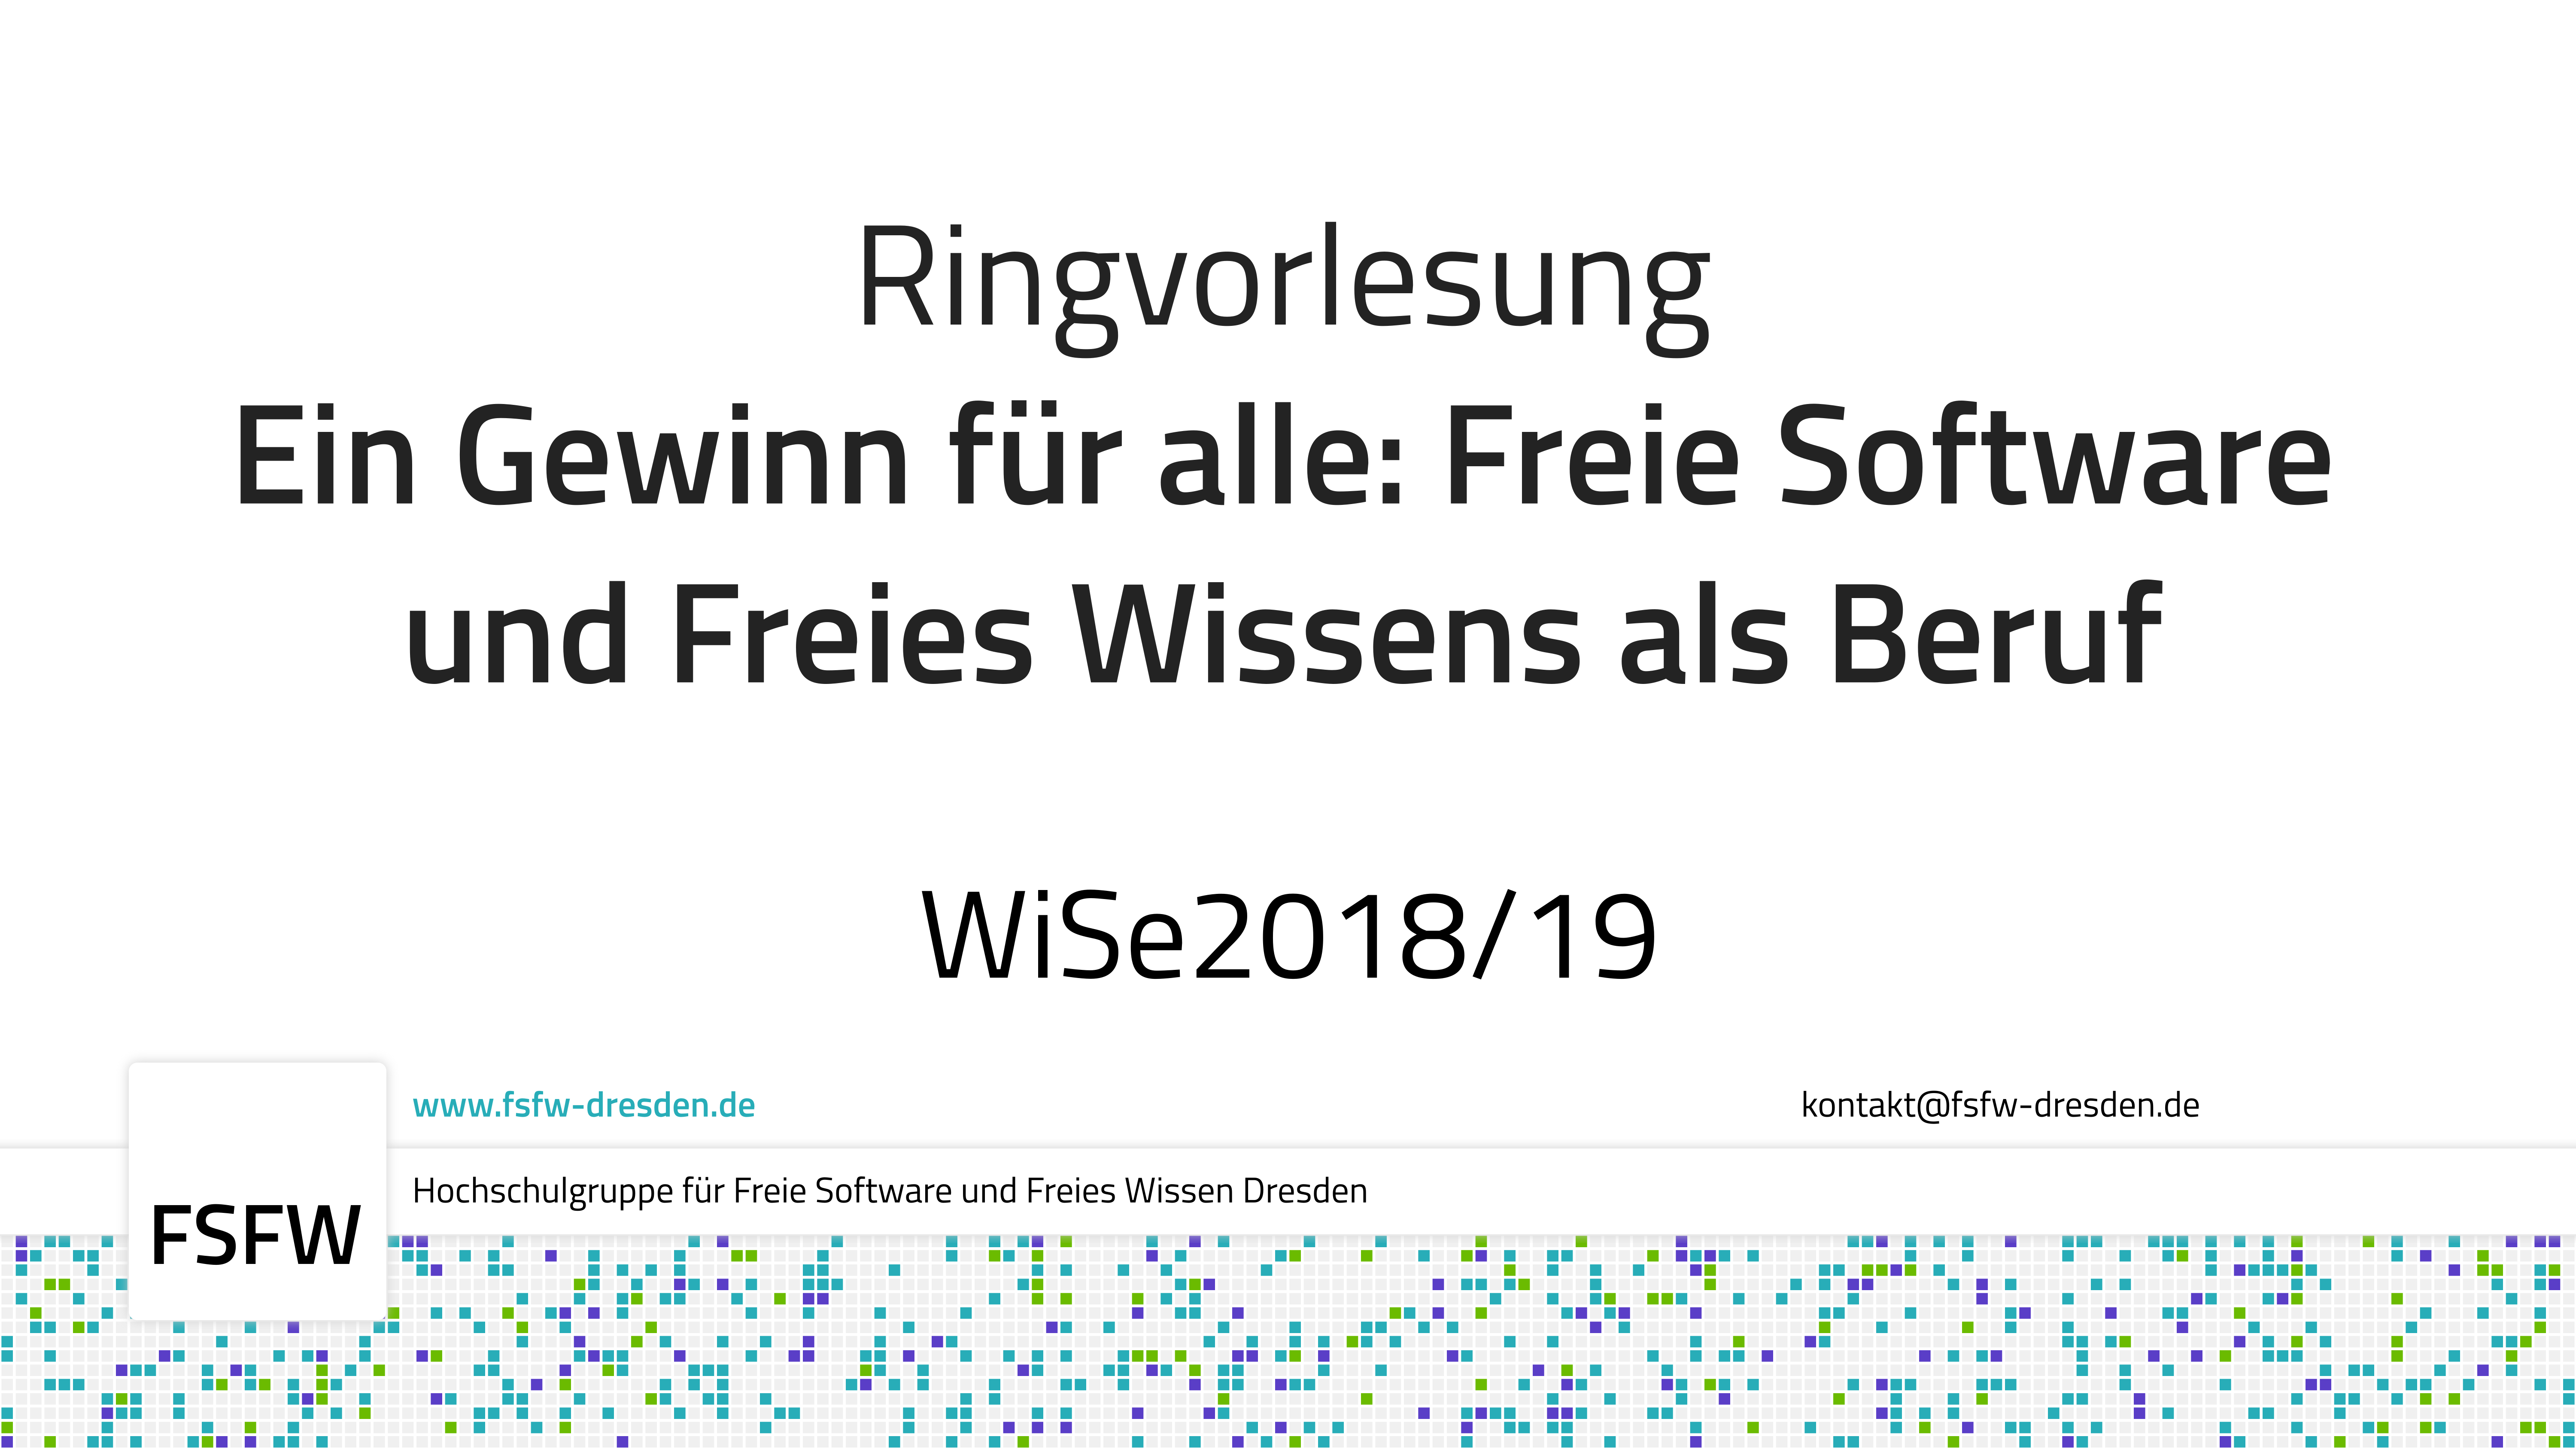 Ringvorlesung
Ein Gewinn für alle: Freie Software
und Freies Wissens als Beruf
WiSe2018/19
www.fsfw-dresden.de
kontakt@fsfw-dresden.de
Hochschulgruppe für Freie Software und Freies Wissen Dresden
FSFW